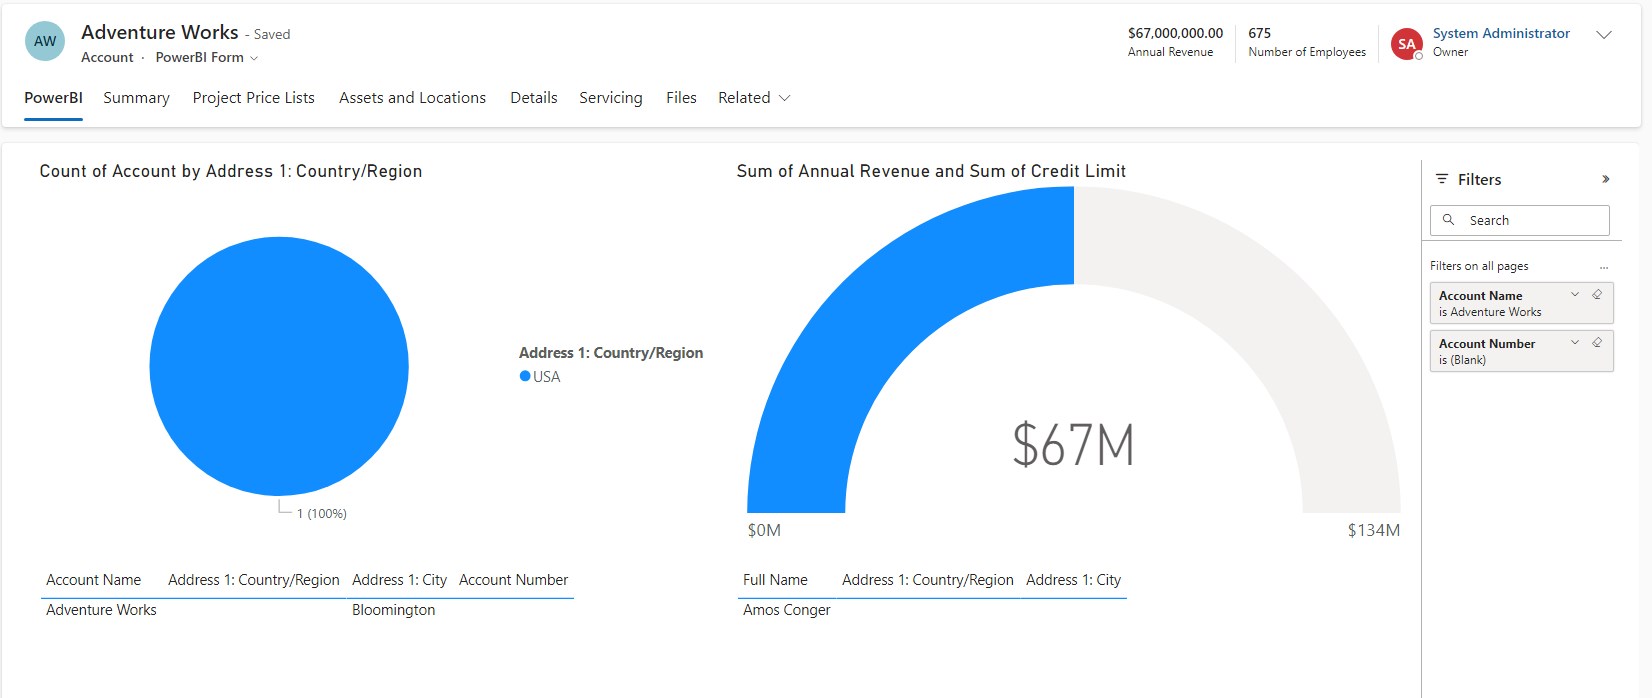 AW
Adventure Works - Saved
Account · PowerBI Form
$67,000,000.00
Annual Revenue
675
Number of Employees
SA
System Administrator
Owner
PowerBI Summary Project Price Lists Assets and Locations Details Servicing Files Related
Count of Account by Address 1: Country/Region
Address 1: Country/Region
USA
1 (100%)
Account Name Address 1: Country/Region Address 1: City Account Number
Adventure Works Bloomington
Sum of Annual Revenue and Sum of Credit Limit
$67M
$0M $134M
Full Name Address 1: Country/Region Address 1: City
Amos Conger
Filters
Search
Filters on all pages ...
Account Name
is Adventure Works
Account Number
is (Blank)